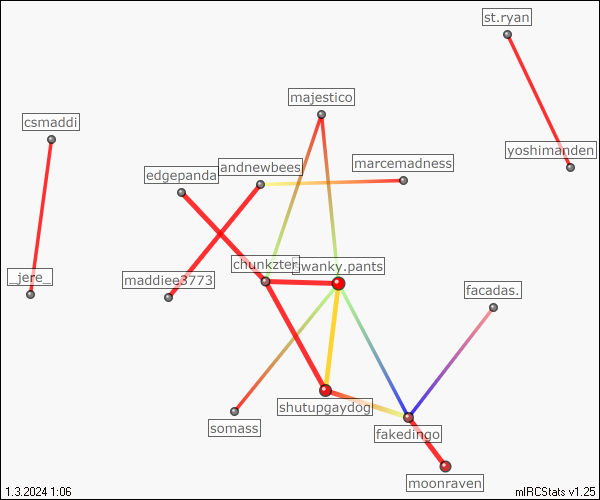 st.ryan
majestico
csmaddi
yoshimanden
marcemadness
andnewbees
edgepanda
chunkzter
swanky.pants
_jere_
maddiee3773
facadas.
shutupgaydog
somass
fakedingo
moonraven
1.3.2024 1:06
mIRCStats v1.25